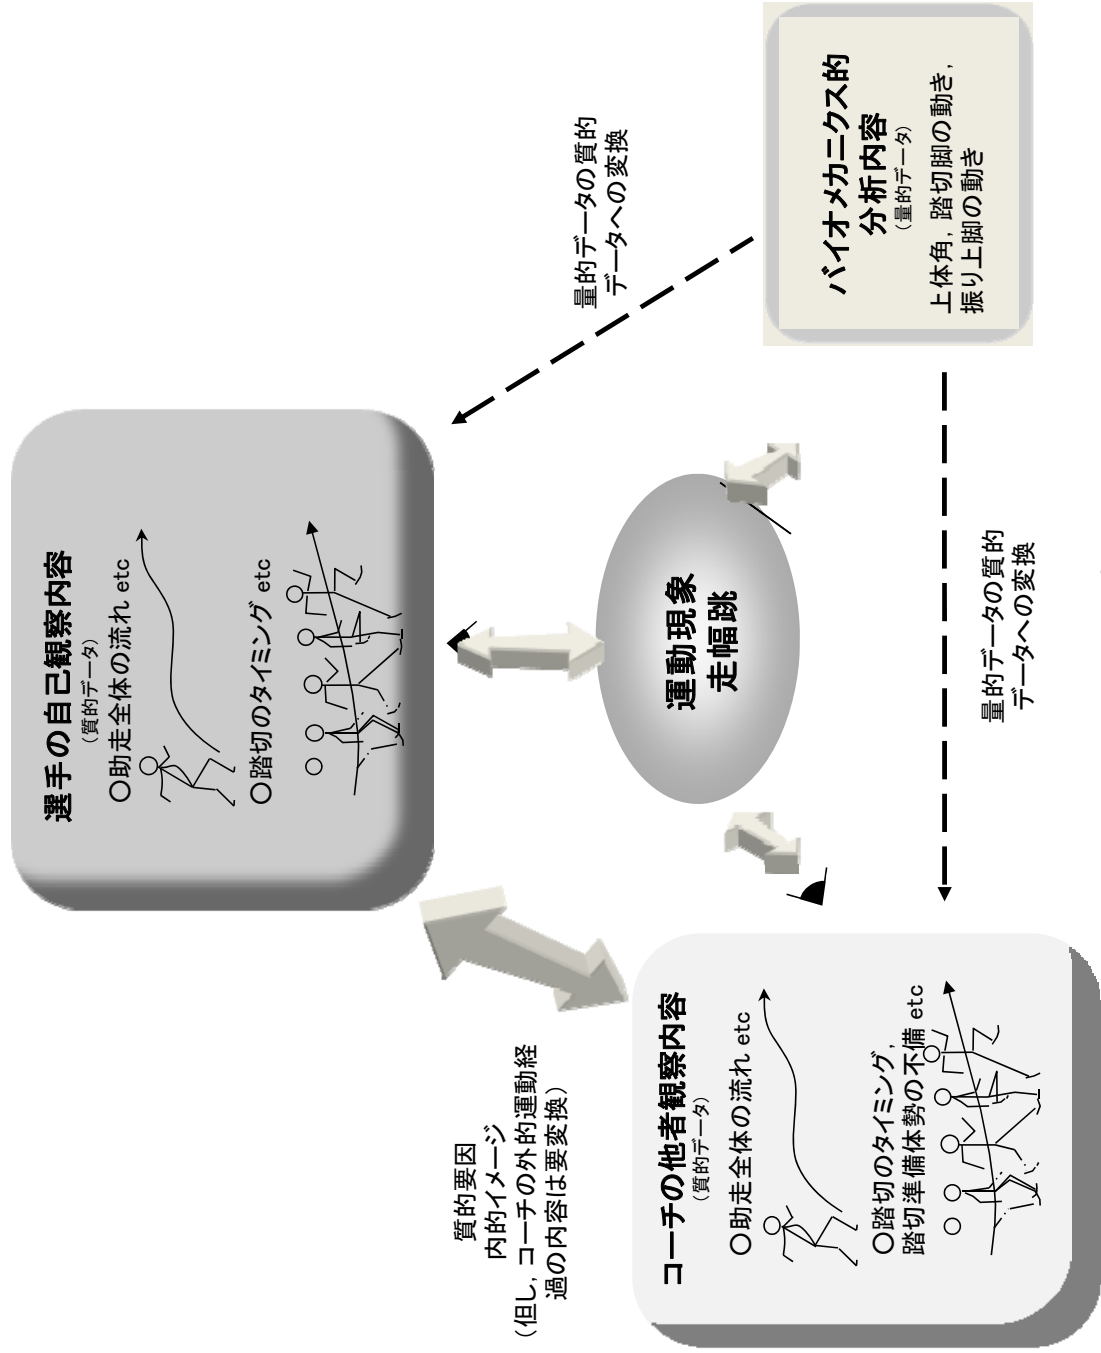 選手の自己観察内容
（質的データ）
○助走全体の流れ etc
○踏切のタイミング etc
質的要因
内的イメージ
（但し，コーチの外的運動経
過の内容は要変換）
運動現象
走幅跳
量的データの質的
データへの変換
コーチの他者観察内容
（質的データ）
○助走全体の流れ etc
○踏切のタイミング，
踏切準備体勢の不備 etc
量的データの質的
データへの変換
バイオメカニクス的
分析内容
（量的データ）
上体角，踏切脚の動き，
振り上脚の動き